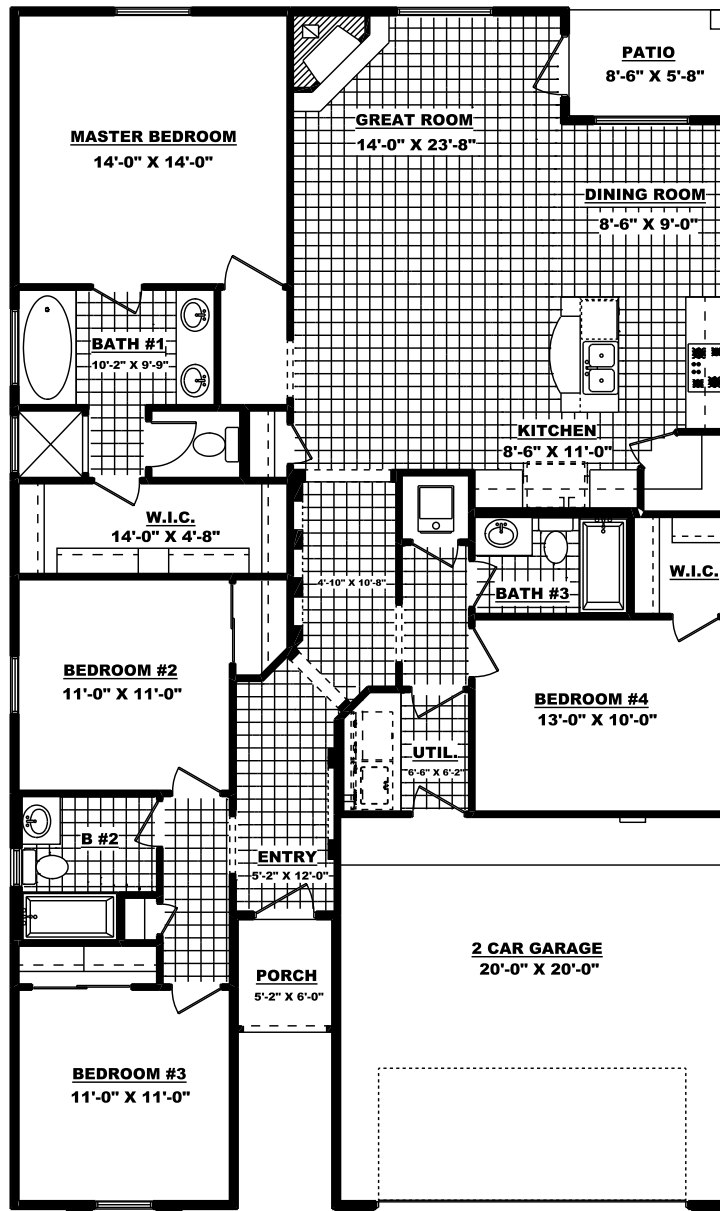 PATIO
8'-6" X 5'-8"
GREAT ROOM
14'-0" X 23'-8"
MASTER BEDROOM
14'-0" X 14'-0"
DINING ROOM
8'-6" X 9'-0"
BATH #1
10'-2" X 9'-9"
KITCHEN
8'-6" X 11'-0"
W.I.C.
14'-0" X 4'-8"
4'-10" X 10'-8"
BATH #3
W.I.C.
BEDROOM #2
11'-0" X 11'-0"
BEDROOM #4
13'-0" X 10'-0"
UTIL.
6'-6" X 6'-2"
B #2
ENTRY
5'-2" X 12'-0"
2 CAR GARAGE
20'-0" X 20'-0"
PORCH
5'-2" X 6'-0"
BEDROOM #3
11'-0" X 11'-0"